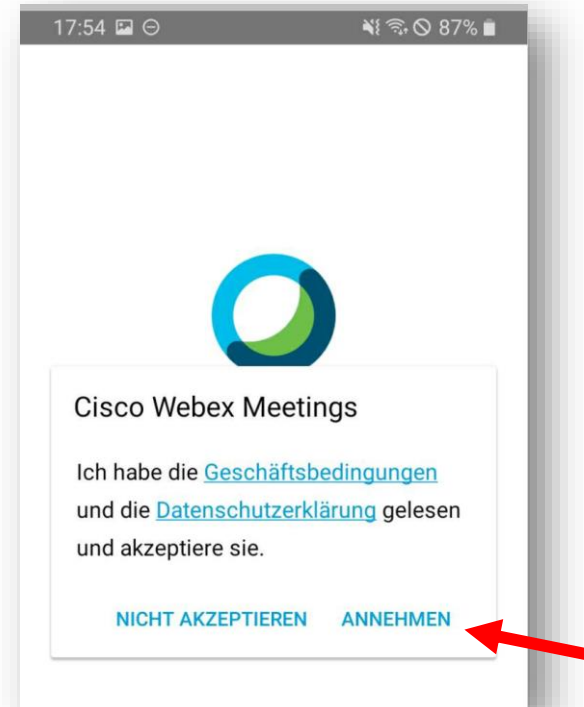 17:54 87%
Cisco Webex Meetings
Ich habe die Geschäftsbedingungen
und die Datenschutzerklärung gelesen
und akzeptiere sie.
NICHT AKZEPTIEREN ANNEHMEN